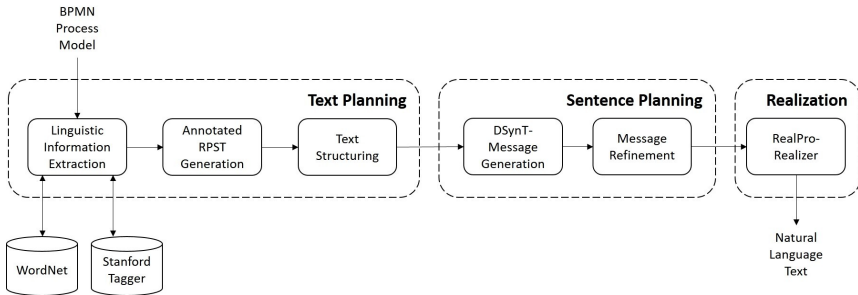 BPMN
Process
Model
Text Planning
Sentence Planning
Realization
Linguistic
Information
Extraction
Annotated
RPST
Generation
Text
Structuring
DSynT-
Message
Generation
Message
Refinement
RealPro-
Realizer
WordNet
Stanford
Tagger
Natural
Language
Text